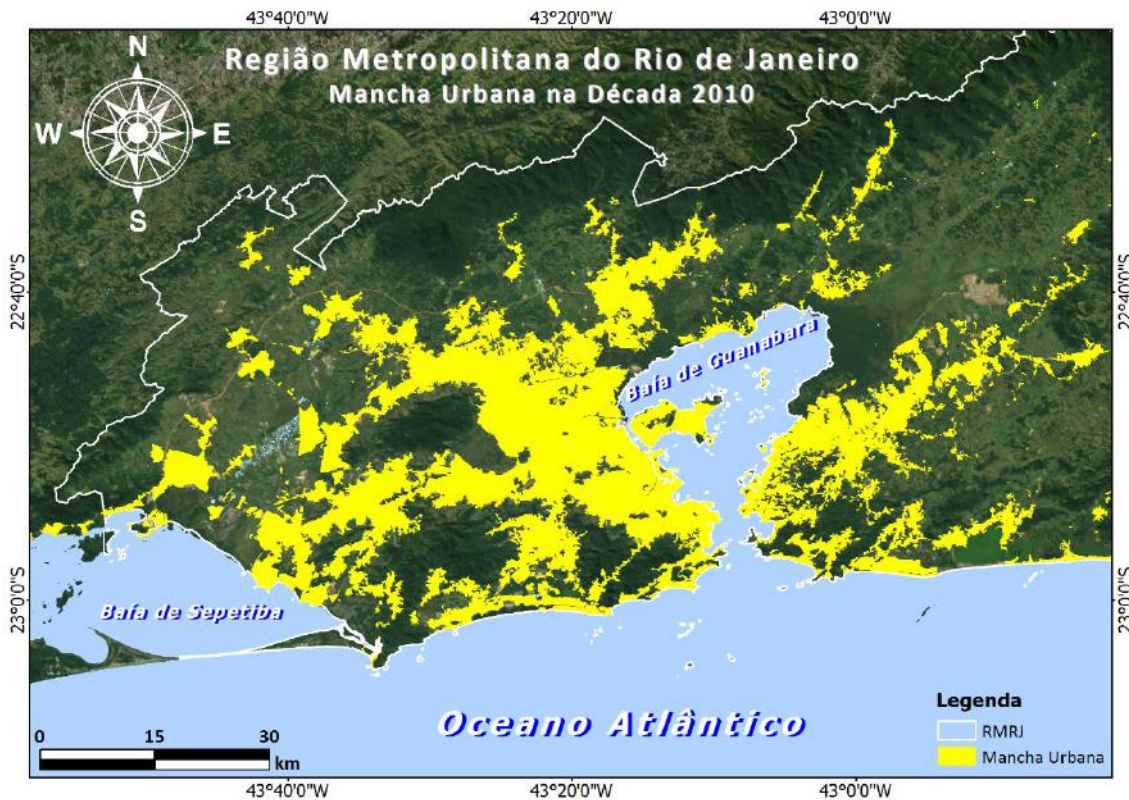 43°40'0"W 43°20'0"W 43°0'0"W
Região Metropolitana do Rio de Janeiro
Mancha Urbana na Década 2010
N
W E
S
22°40'0"S 22°40'0"S
Baía de Guanabara
23°0'0"S 23°0'0"S
Baía de Sepetiba
Oceano Atlântico
Legenda
RMRJ
Mancha Urbana
0 15 30
km
43°40'0"W 43°20'0"W 43°0'0"W